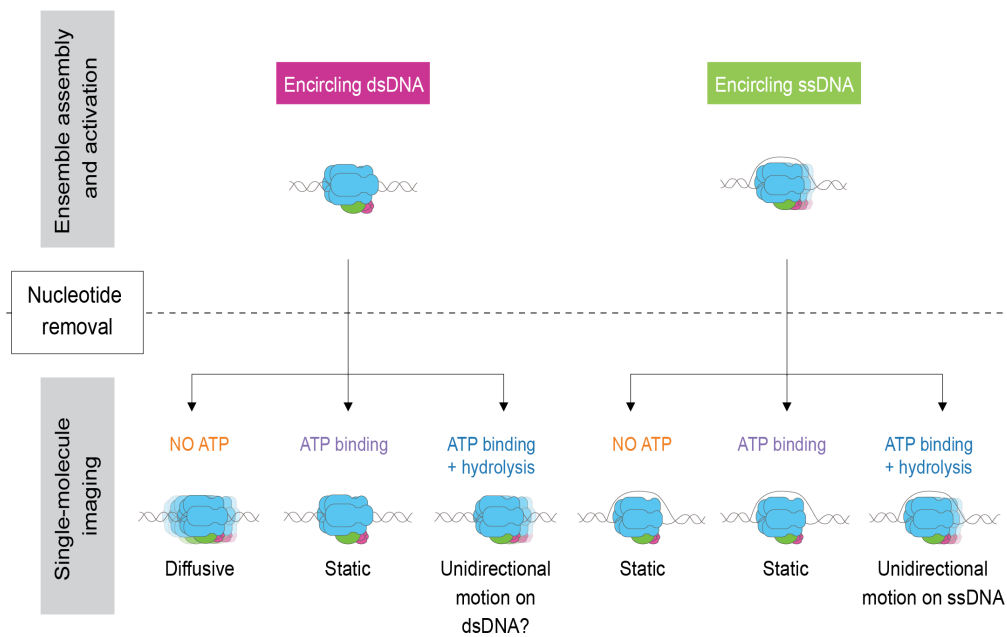 Ensemble assembly
and activation
Encircling dsDNA
Encircling ssDNA
Nucleotide
removal
Single-molecule
imaging
NO ATP
ATP binding
ATP binding
+ hydrolysis
NO ATP
ATP binding
ATP binding
+ hydrolysis
Diffusive
Static
Unidirectional
motion on
dsDNA?
Static
Static
Unidirectional
motion on ssDNA